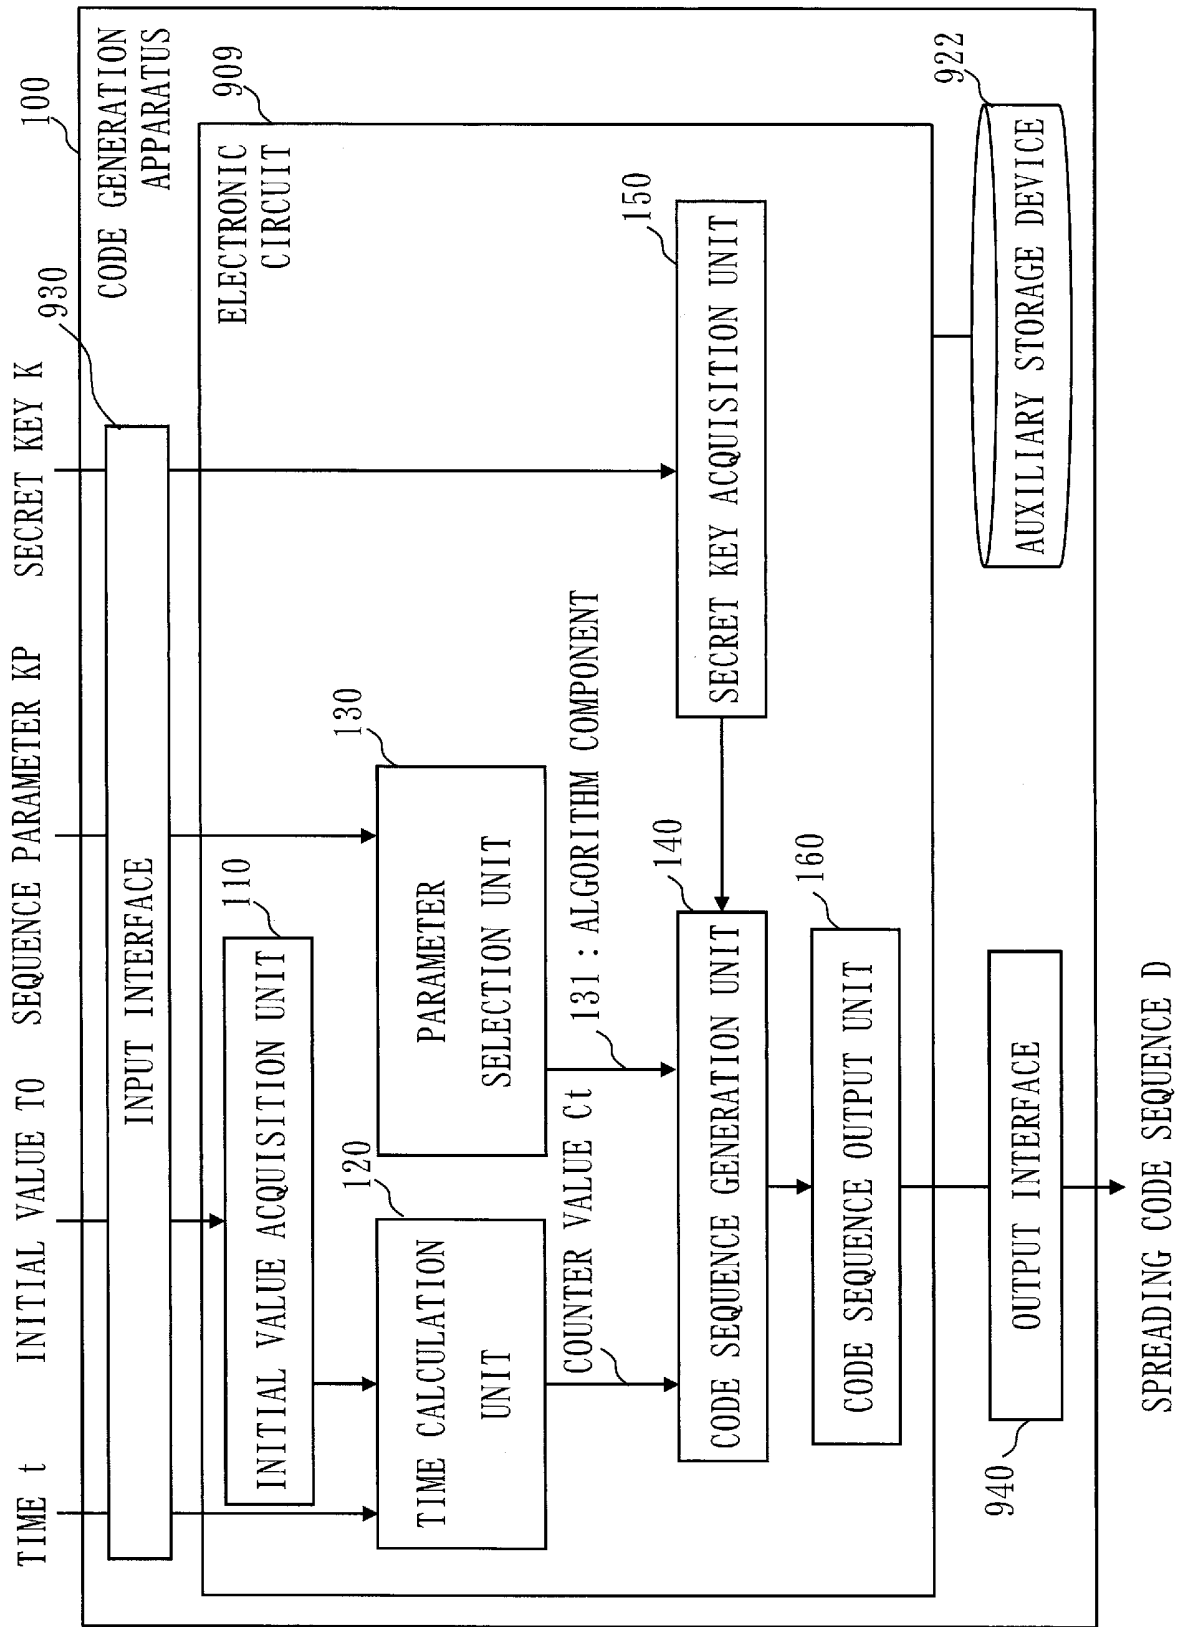 TIME t
INITIAL VALUE T0
SEQUENCE PARAMETER KP
SECRET KEY K
100
930
INPUT INTERFACE
CODE GENERATION
APPARATUS
909
ELECTRONIC
CIRCUIT
110
INITIAL VALUE ACQUISITION UNIT
120
TIME CALCULATION
UNIT
130
PARAMETER
SELECTION UNIT
COUNTER VALUE Ct
131 : ALGORITHM COMPONENT
150
SECRET KEY ACQUISITION UNIT
140
CODE SEQUENCE GENERATION UNIT
160
CODE SEQUENCE OUTPUT UNIT
922
AUXILIARY STORAGE DEVICE
940
OUTPUT INTERFACE
SPREADING CODE SEQUENCE D